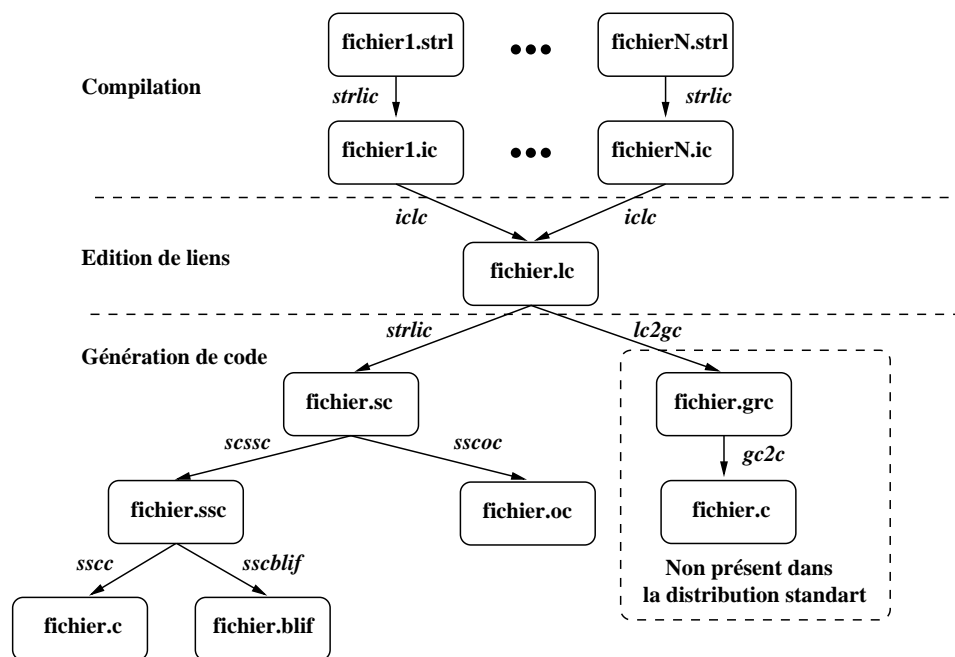 fichier1.strl
fichierN.strl
Compilation
strlic
strlic
fichier1.ic
fichierN.ic
iclc
iclc
Edition de liens
fichier.lc
strlic
lc2gc
Génération de code
fichier.sc
fichier.grc
scssc
sscoc
gc2c
fichier.ssc
fichier.oc
fichier.c
sscc
sscblif
Non présent dans
la distribution standart
fichier.c
fichier.blif